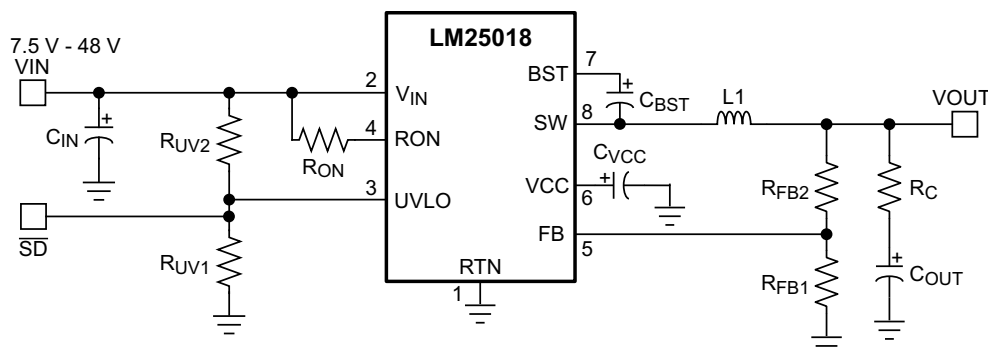 LM25018
7.5 V - 48 V
VIN
7
BST
2
VIN
CBST
8
SW
L1
VOUT
CIN
RUV2
4
RON
RON
CVCC
3
UVLO
VCC
6
RFB2
RC
SD
FB
5
RUV1
RTN
1
RFB1
COUT
+
+
+
+